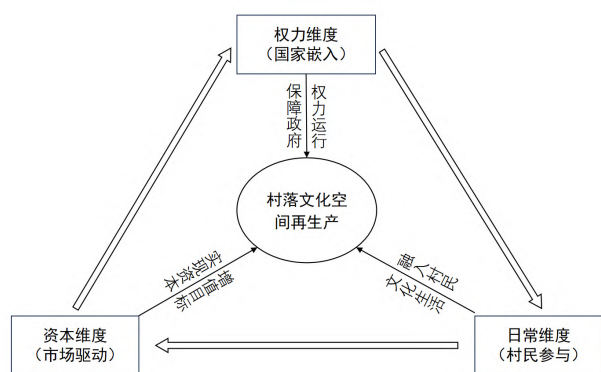 权力维度
（国家嵌入）
保障政府
权力运行
村落文化空
间再生产
实现资本
增值目标
融入村民
文化生活
资本维度
（市场驱动）
日常维度
（村民参与）